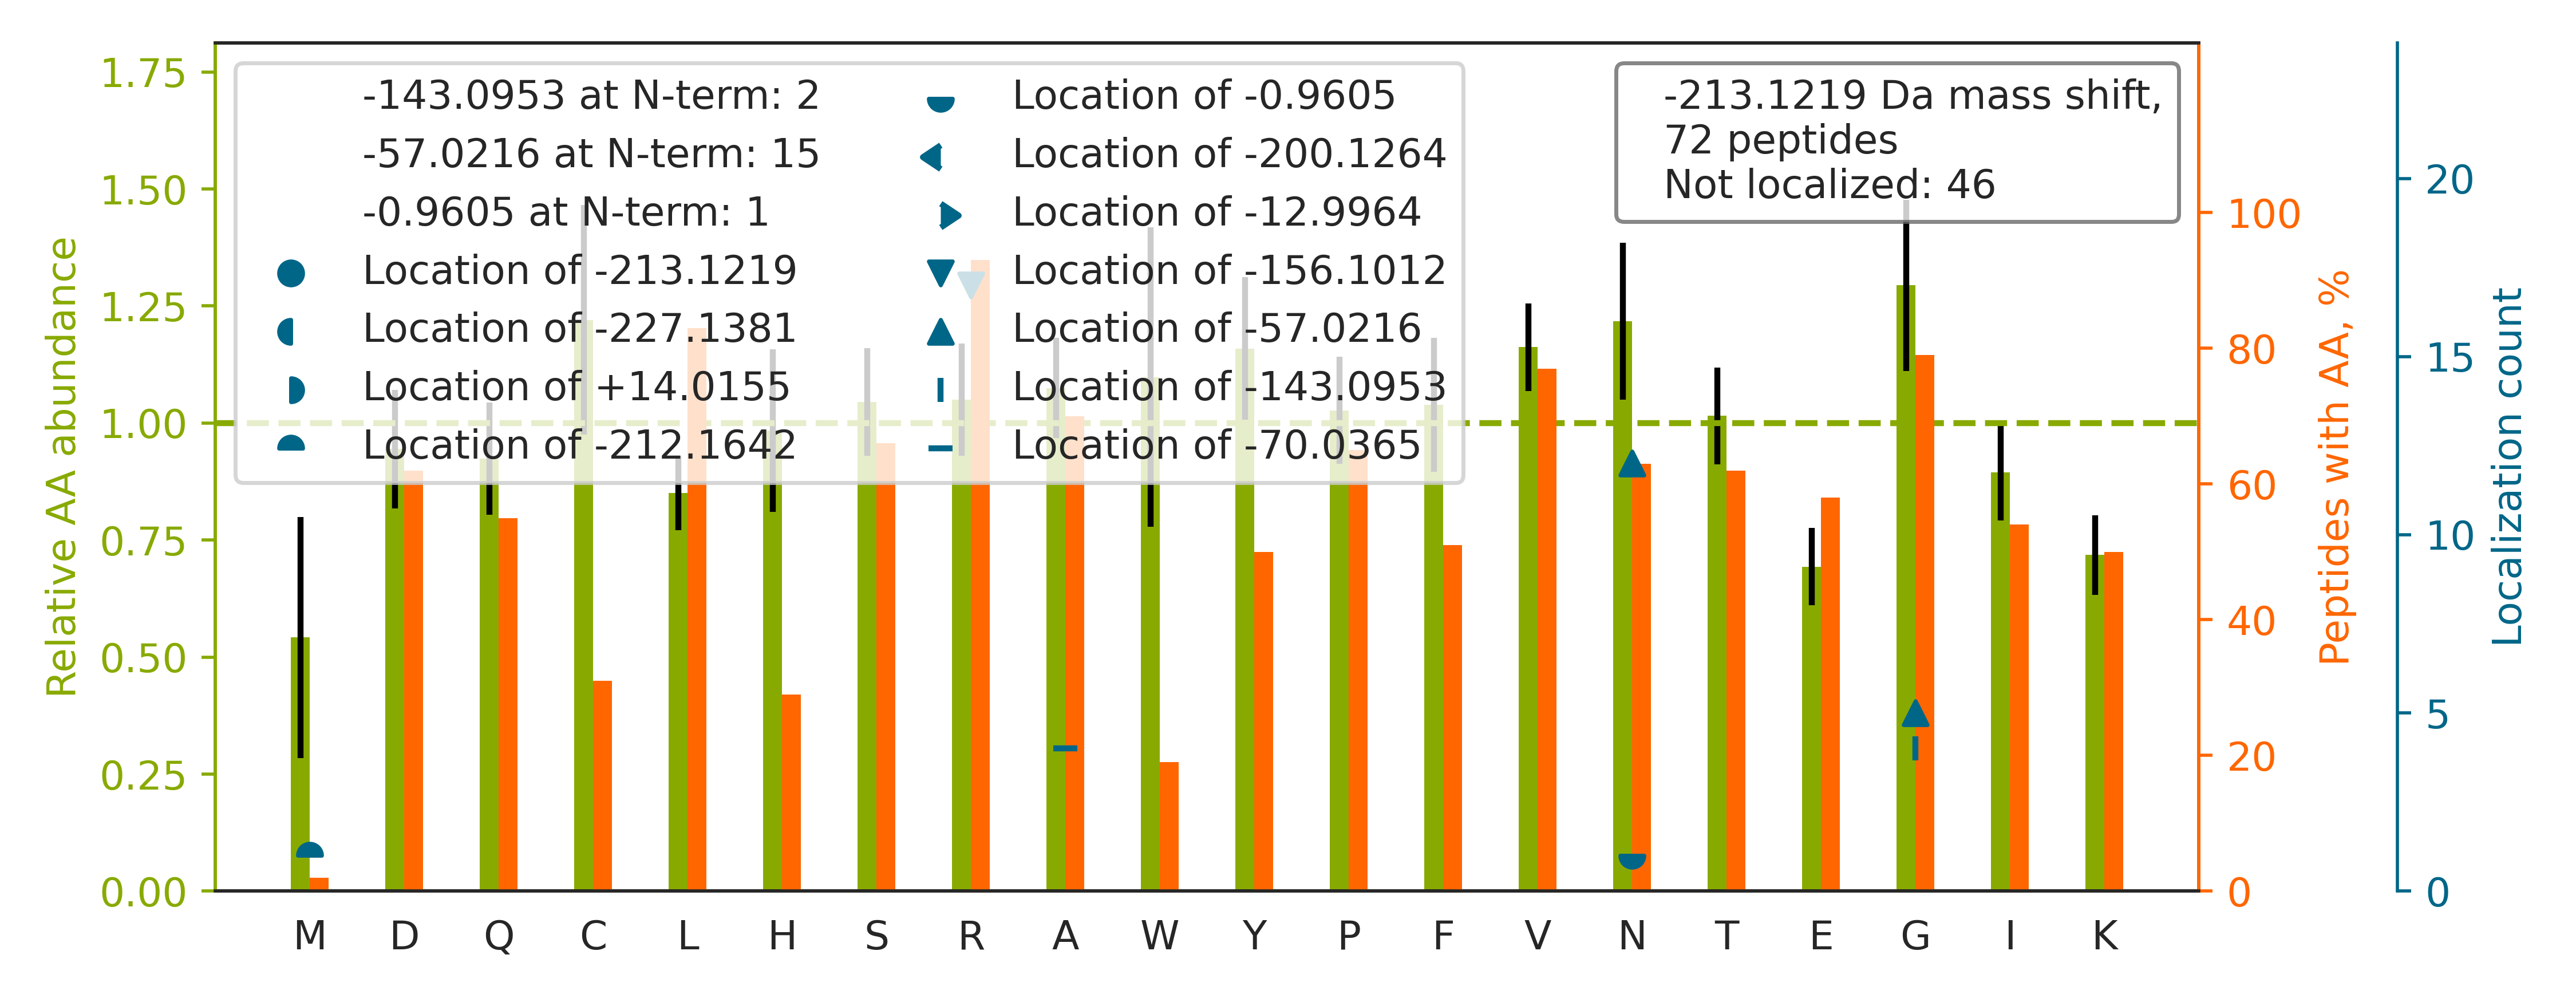 1.75
1.50
1.25
1.00
0.75
0.50
0.25
0.00
Relative AA abundance
-143.0953 at N-term: 2
-57.0216 at N-term: 15
-0.9605 at N-term: 1
Location of -213.1219
Location of -227.1381
Location of +14.0155
Location of -212.1642
Location of -0.9605
Location of -200.1264
Location of -12.9964
Location of -156.1012
Location of -57.0216
Location of -143.0953
Location of -70.0365
-213.1219 Da mass shift,
72 peptides
Not localized: 46
100
80
60
40
20
0
Peptides with AA, %
20
15
10
5
0
Localization count
M D Q C L H S R A W Y P F V N T E G I K